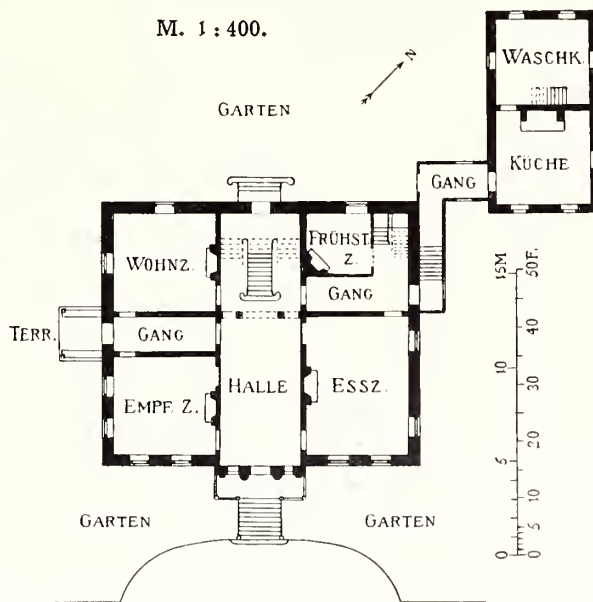 M. 1 : 400.
N
WASCHK.
GARTEN
GANG
KÜCHE
FRÜHST.
Z.
WOHNZ.
GANG
15M
50F.
TERR.
GANG
40
10
30
HALLE
ESSZ.
EMPF. Z.
20
5
10
GARTEN
GARTEN
5
0
0